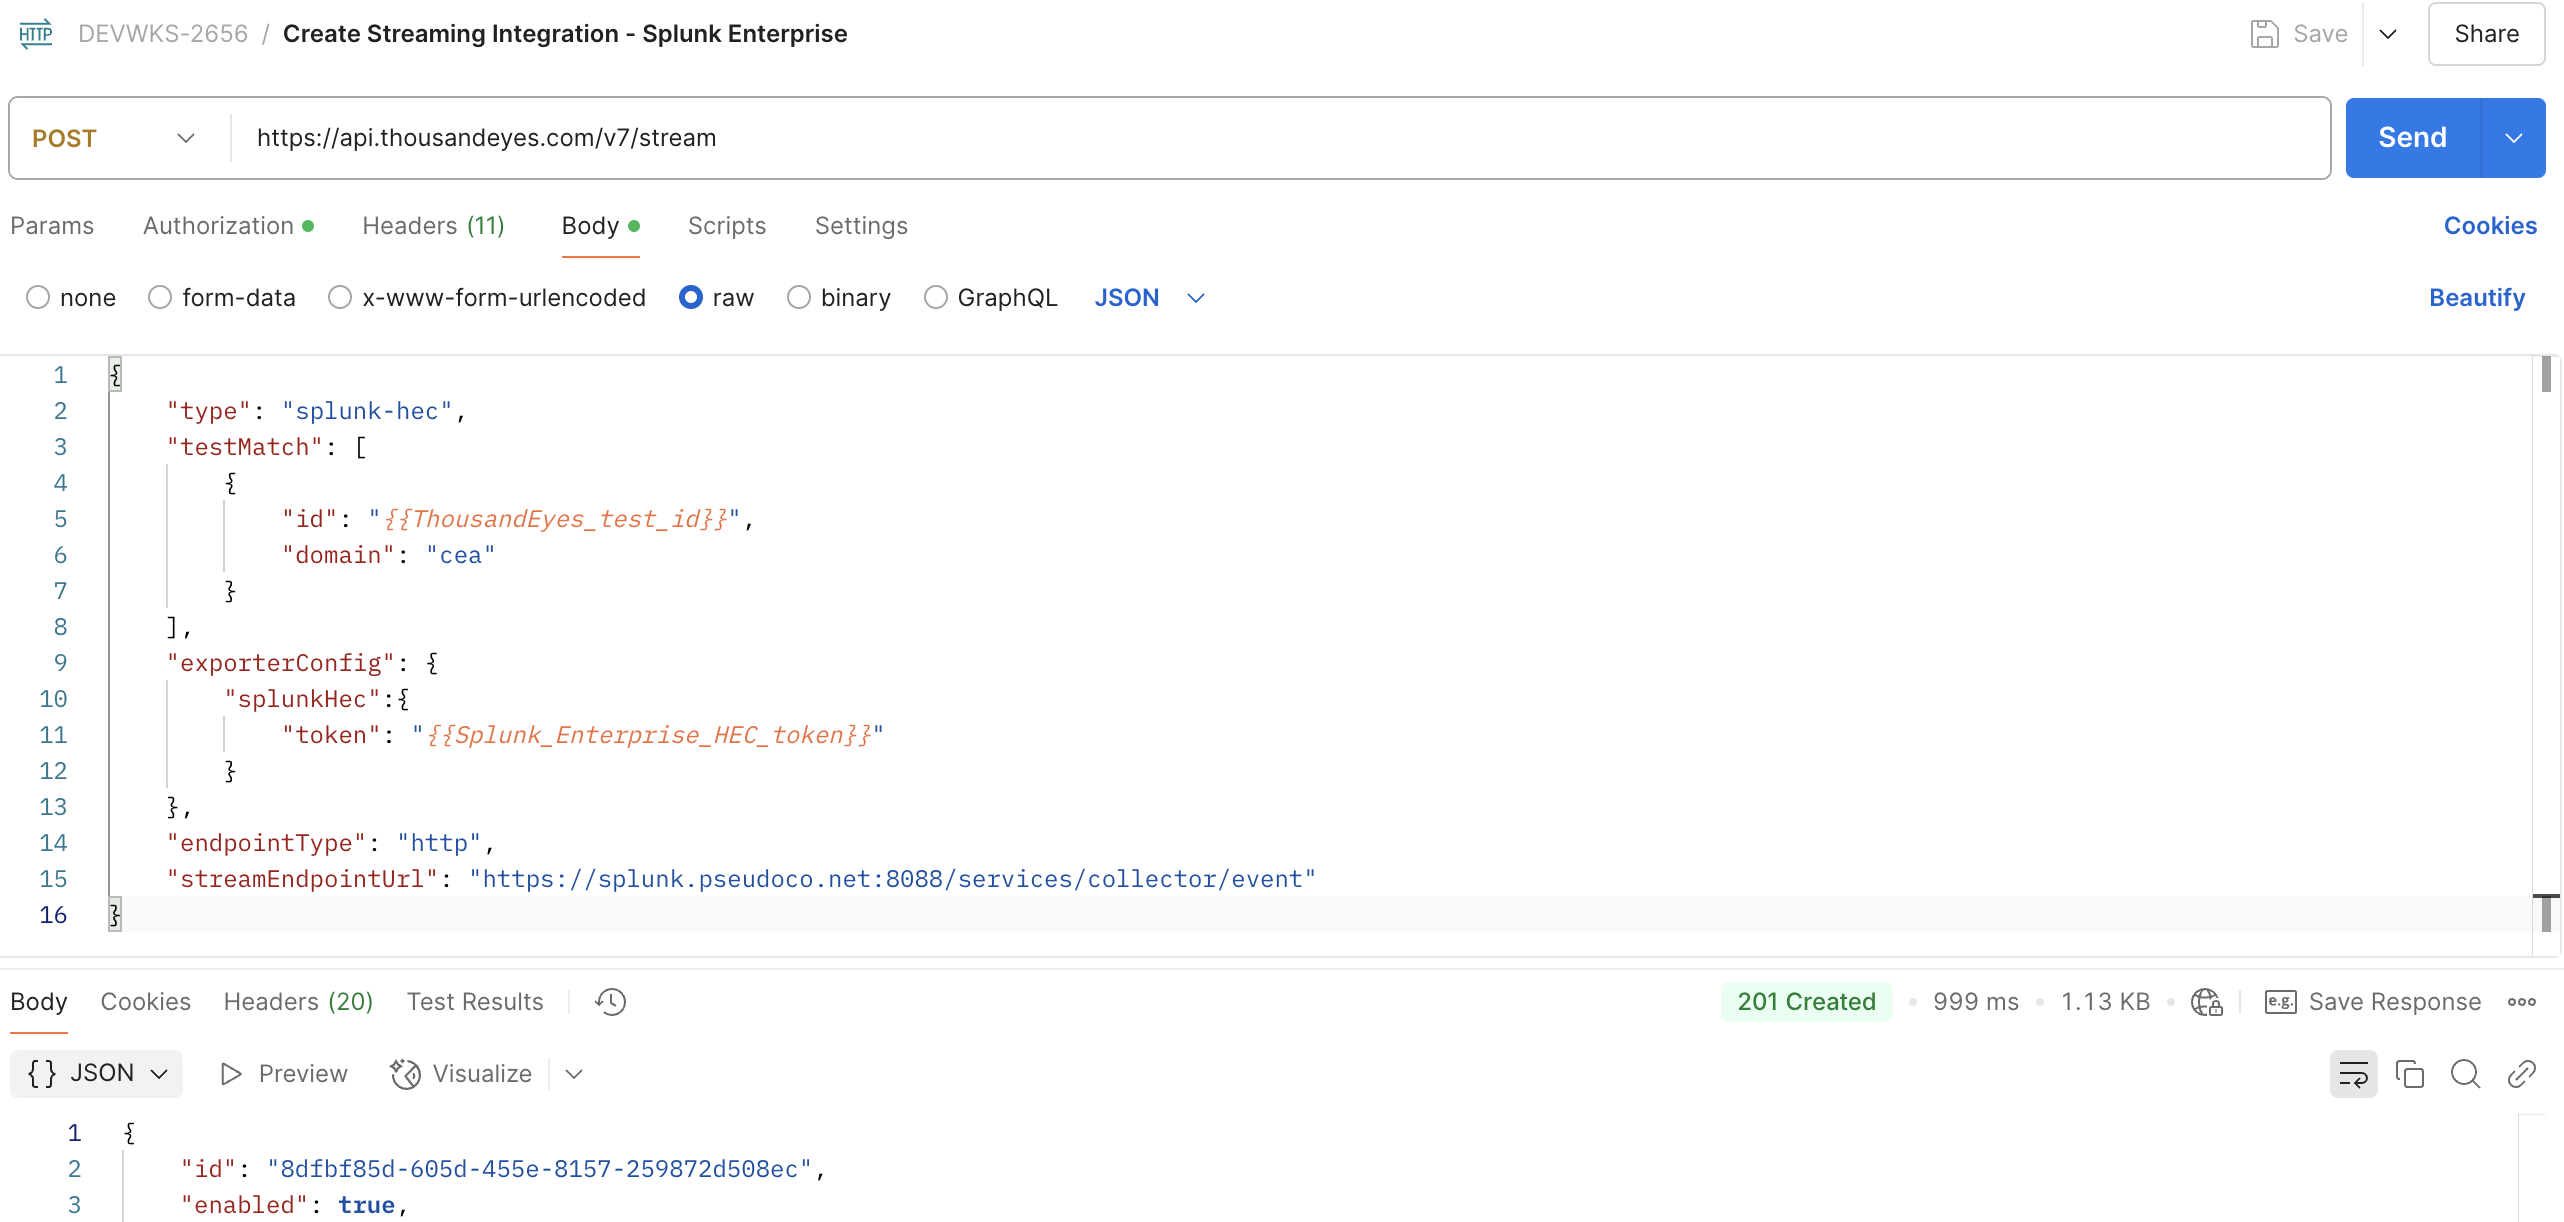 HTTP DEVWKS-2656 / Create Streaming Integration - Splunk Enterprise Save Share
POST https://api.thousandeyes.com/v7/stream Send
Params Authorization Headers (11) Body Scripts Settings Cookies
none form-data x-www-form-urlencoded raw binary GraphQL JSON Beautify
1 {
2 "type": "splunk-hec",
3 "testMatch": [
4 {
5 "id": "{{ThousandEyes_test_id}}",
6 "domain": "cea"
7 }
8 ],
9 "exporterConfig": {
10 "splunkHec":{
11 "token": "{{Splunk_Enterprise_HEC_token}}"
12 }
13 },
14 "endpointType": "http",
15 "streamEndpointUrl": "https://splunk.pseudoco.net:8088/services/collector/event"
16 }
Body Cookies Headers (20) Test Results 201 Created 999 ms 1.13 KB e.g. Save Response
{} JSON Preview Visualize
1 {
2 "id": "8dfbf85d-605d-455e-8157-259872d508ec",
3 "enabled": true,